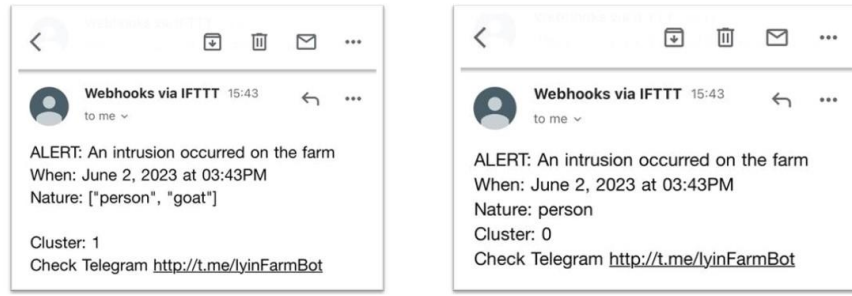 Webhooks via IFTTT 15:43
to me
ALERT: An intrusion occurred on the farm
When: June 2, 2023 at 03:43PM
Nature: ["person", "goat"]
Cluster: 1
Check Telegram http://t.me/IyinFarmBot
Webhooks via IFTTT 15:43
to me
ALERT: An intrusion occurred on the farm
When: June 2, 2023 at 03:43PM
Nature: person
Cluster: 0
Check Telegram http://t.me/IyinFarmBot